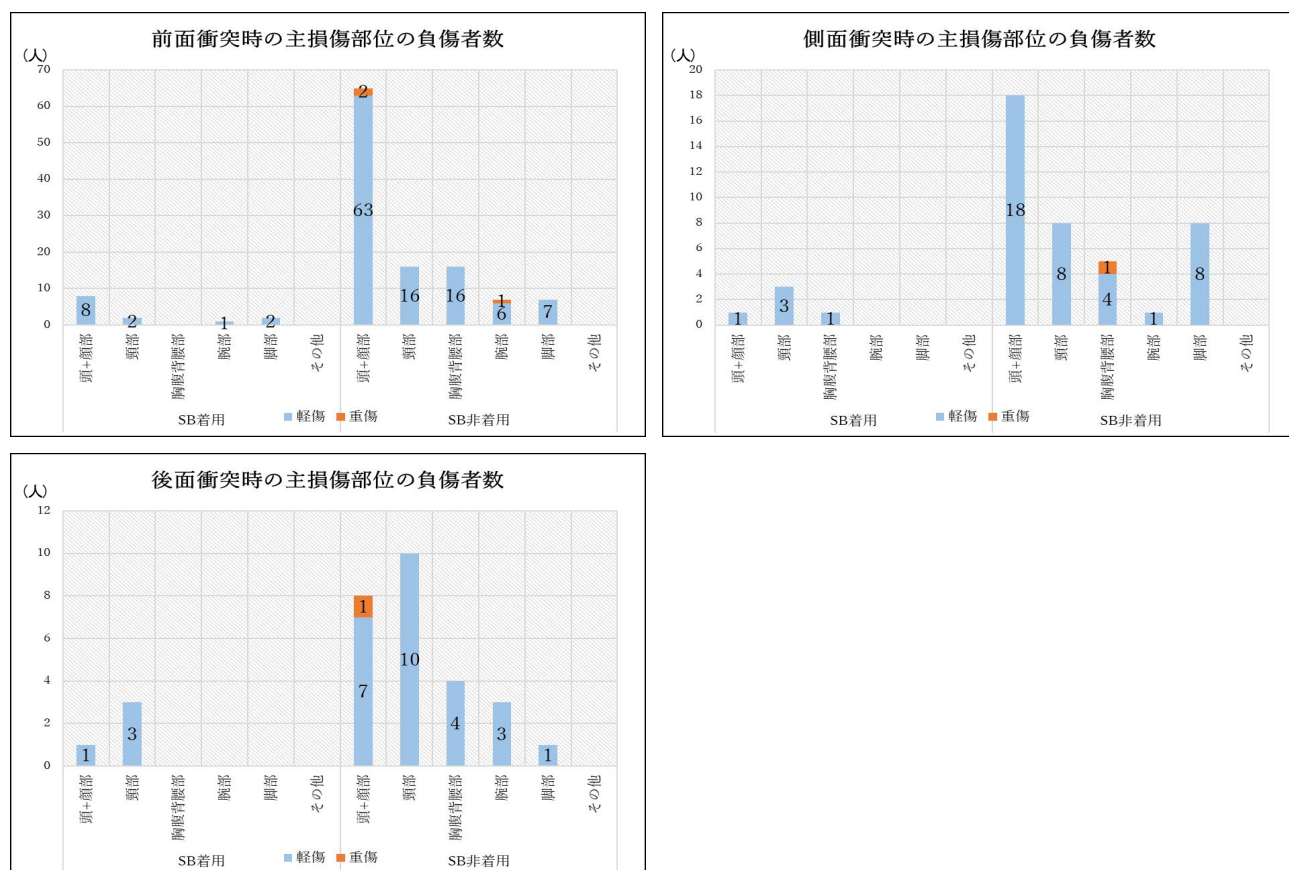 前面衝突時の主損傷部位の負傷者数
（人）
70
60
50
40
30
20
10
0
8
2
1
2
2
63
16
16
1
6
7
頭+顔部
頸部
胸腹背腰部
腕部
脚部
その他
頭+顔部
頸部
胸腹背腰部
腕部
脚部
その他
SB着用
軽傷
重傷
SB非着用
側面衝突時の主損傷部位の負傷者数
（人）
20
18
16
14
12
10
8
6
4
2
0
1
3
1
18
8
1
4
1
8
頭+顔部
頸部
胸腹背腰部
腕部
脚部
その他
頭+顔部
頸部
胸腹背腰部
腕部
脚部
その他
SB着用
軽傷
重傷
SB非着用
後面衝突時の主損傷部位の負傷者数
（人）
12
10
8
6
4
2
0
1
3
1
7
10
4
3
1
頭+顔部
頸部
胸腹背腰部
腕部
脚部
その他
頭+顔部
頸部
胸腹背腰部
腕部
脚部
その他
SB着用
軽傷
重傷
SB非着用